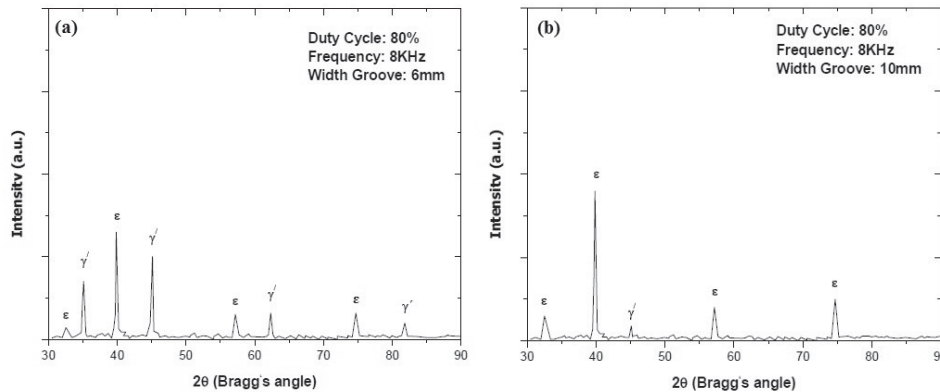 (a)
Duty Cycle: 80%
Frequency: 8KHz
Width Groove: 6mm
Intensity (a.u.)
ε
γ′
ε
γ′
ε
γ′
ε
γ′
30 40 50 60 70 80 90
2θ (Bragg's angle)
(b)
Duty Cycle: 80%
Frequency: 8KHz
Width Groove: 10mm
Intensity (a.u.)
ε
ε
γ′
ε
ε
30 40 50 60 70 80 90
2θ (Bragg's angle)